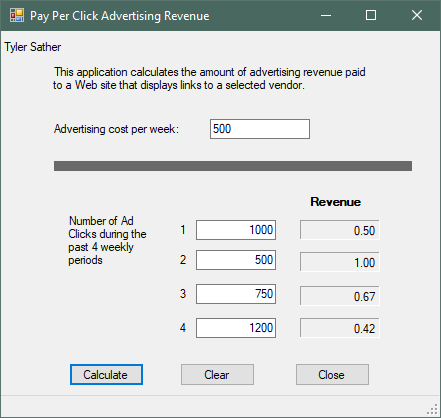 Pay Per Click Advertising Revenue
Tyler Sather
This application calculates the amount of advertising revenue paid
to a Web site that displays links to a selected vendor.
Advertising cost per week: 500
Revenue
Number of Ad
Clicks during the
past 4 weekly
periods
1 1000 0.50
2 500 1.00
3 750 0.67
4 1200 0.42
Calculate Clear Close